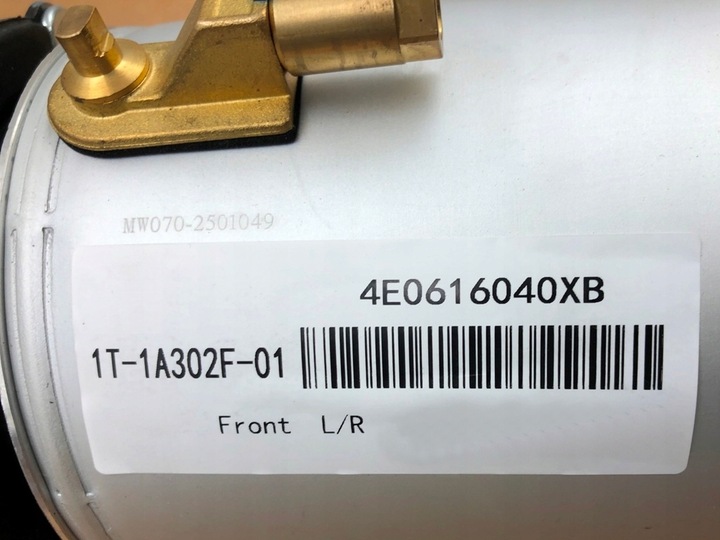 MW070-2501049
4E0616040XB
1T-1A302F-01
Front L/R